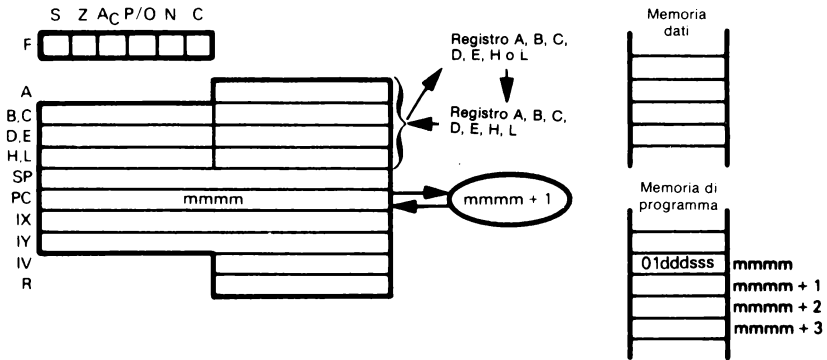 S Z AC P/O N C
F
A
B,C
D,E
H,L
SP
PC mmmm
IX
IY
IV
R
Registro A, B, C,
D, E, H o L
Registro A, B, C,
D, E, H, L
mmmm + 1
Memoria
dati
Memoria di
programma
01dddsss mmmm
mmmm + 1
mmmm + 2
mmmm + 3